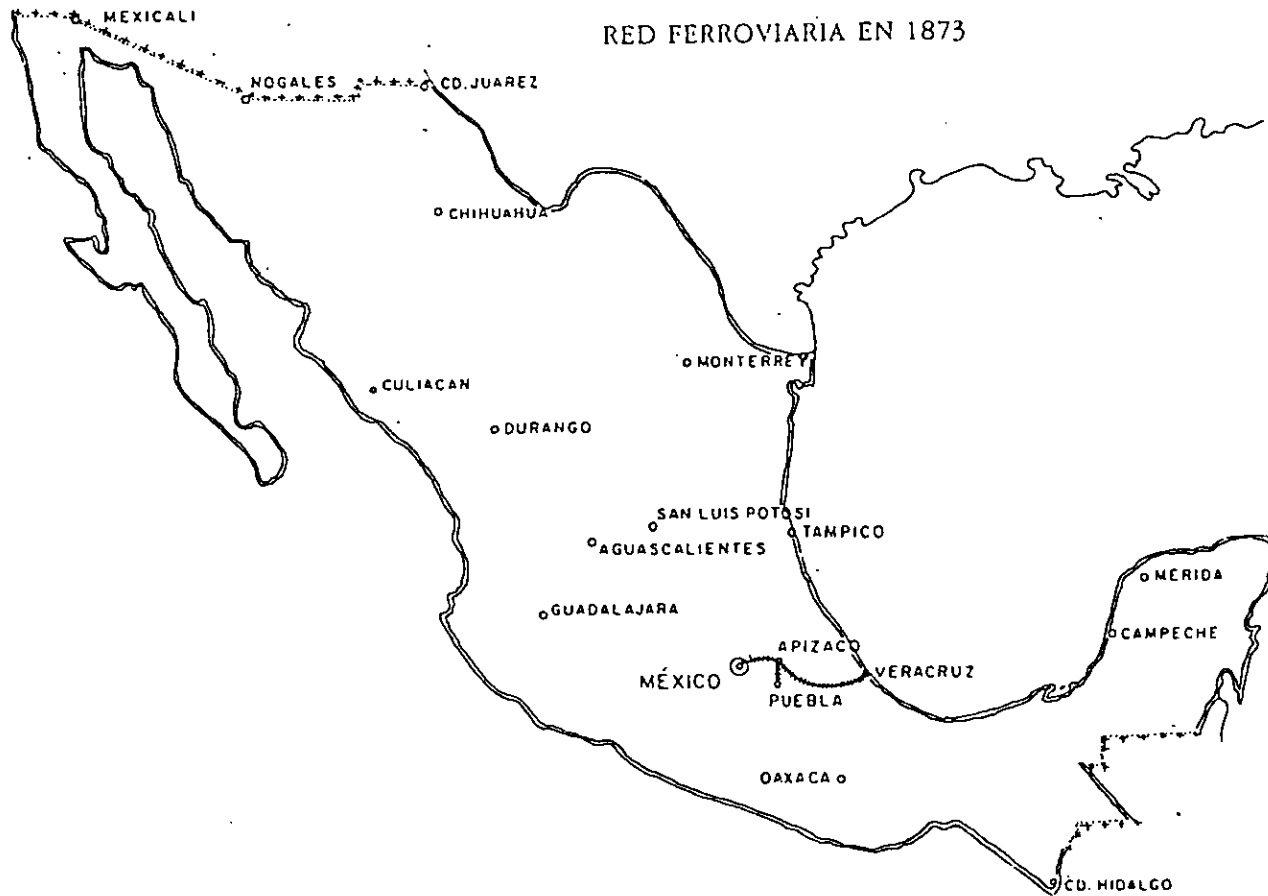 RED FERROVIARIA EN 1873
MEXICALI
NOGALES
CD. JUAREZ
CHIHUAHUA
MONTERREY
CULIACAN
DURANGO
SAN LUIS POTOSI
TAMPICO
AGUASCALIENTES
MERIDA
GUADALAJARA
CAMPECHE
APIZACO
MÉXICO
VERACRUZ
PUEBLA
OAXACA
CD. HIDALGO